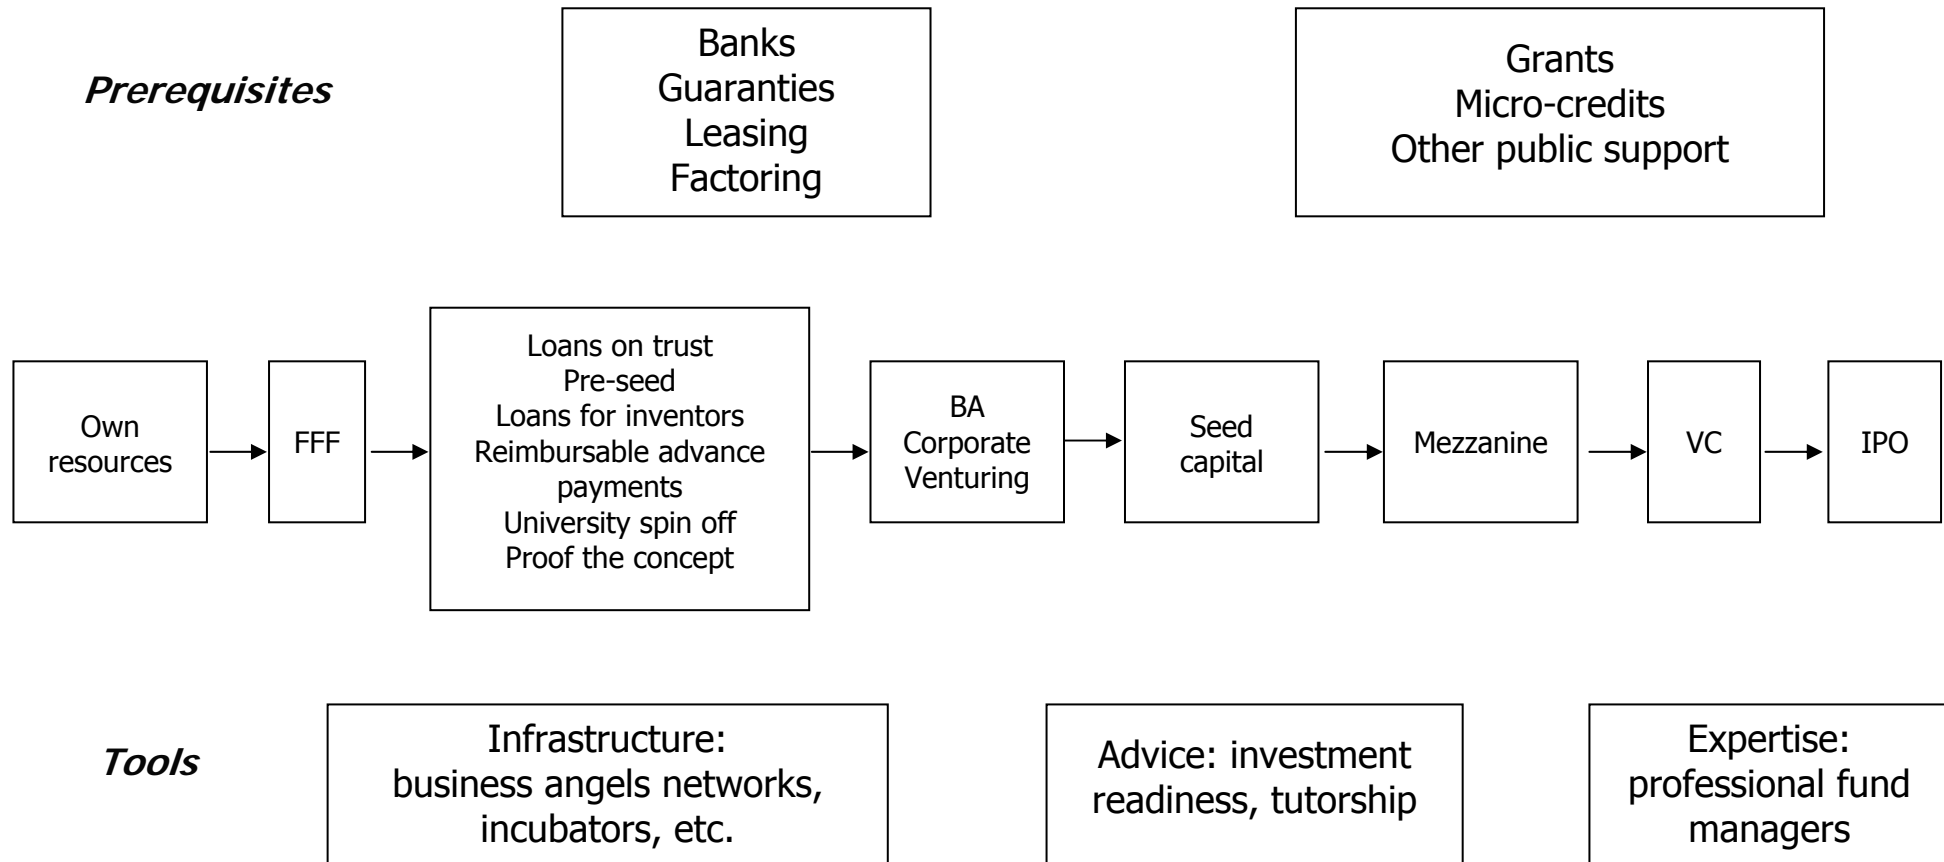 Prerequisites
Banks
Guaranties
Leasing
Factoring
Grants
Micro-credits
Other public support
Own
resources
FFF
Loans on trust
Pre-seed
Loans for inventors
Reimbursable advance
payments
University spin off
Proof the concept
BA
Corporate
Venturing
Seed
capital
Mezzanine
VC
IPO
Tools
Infrastructure:
business angels networks,
incubators, etc.
Advice: investment
readiness, tutorship
Expertise:
professional fund
managers